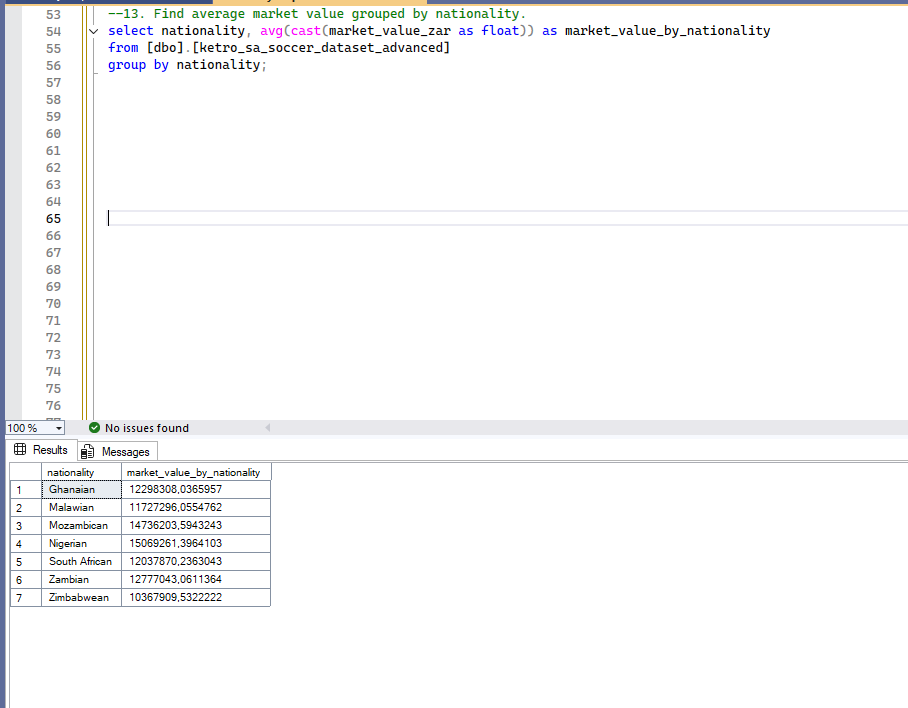 53 --13. Find average market value grouped by nationality.
54 select nationality, avg(cast(market_value_zar as float)) as market_value_by_nationality
55 from [dbo].[ketro_sa_soccer_dataset_advanced]
56 group by nationality;
57
58
59
60
61
62
63
64
65
66
67
68
69
70
71
72
73
74
75
76
100 % No issues found
Results Messages
nationality market_value_by_nationality
1 Ghanaian 12298308,0365957
2 Malawian 11727296,0554762
3 Mozambican 14736203,5943243
4 Nigerian 15069261,3964103
5 South African 12037870,2363043
6 Zambian 12777043,0611364
7 Zimbabwean 10367909,5322222